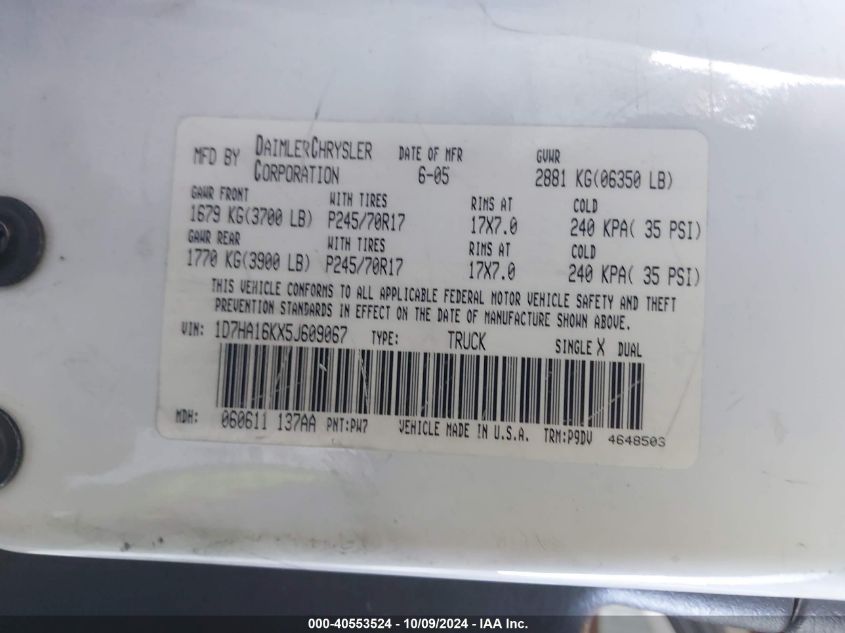 MFD BY DAIMLERCHRYSLER CORPORATION DATE OF MFR 6-05 GVWR 2881 KG(06350 LB)
GAWR FRONT WITH TIRES RIMS AT COLD
1679 KG(3700 LB) P245/70R17 17X7.0 240 KPA( 35 PSI)
GAWR REAR WITH TIRES RIMS AT COLD
1770 KG(3900 LB) P245/70R17 17X7.0 240 KPA( 35 PSI)
THIS VEHICLE CONFORMS TO ALL APPLICABLE FEDERAL MOTOR VEHICLE SAFETY AND THEFT
PREVENTION STANDARDS IN EFFECT ON THE DATE OF MANUFACTURE SHOWN ABOVE.
VIN: 1D7HA16KX5J609067 TYPE: TRUCK SINGLE X DUAL
MDH: 060611 137AA PNT:PW7 VEHICLE MADE IN U.S.A. TRM:P9DV 4648503
000-40553524 - 10/09/2024 - IAA Inc.